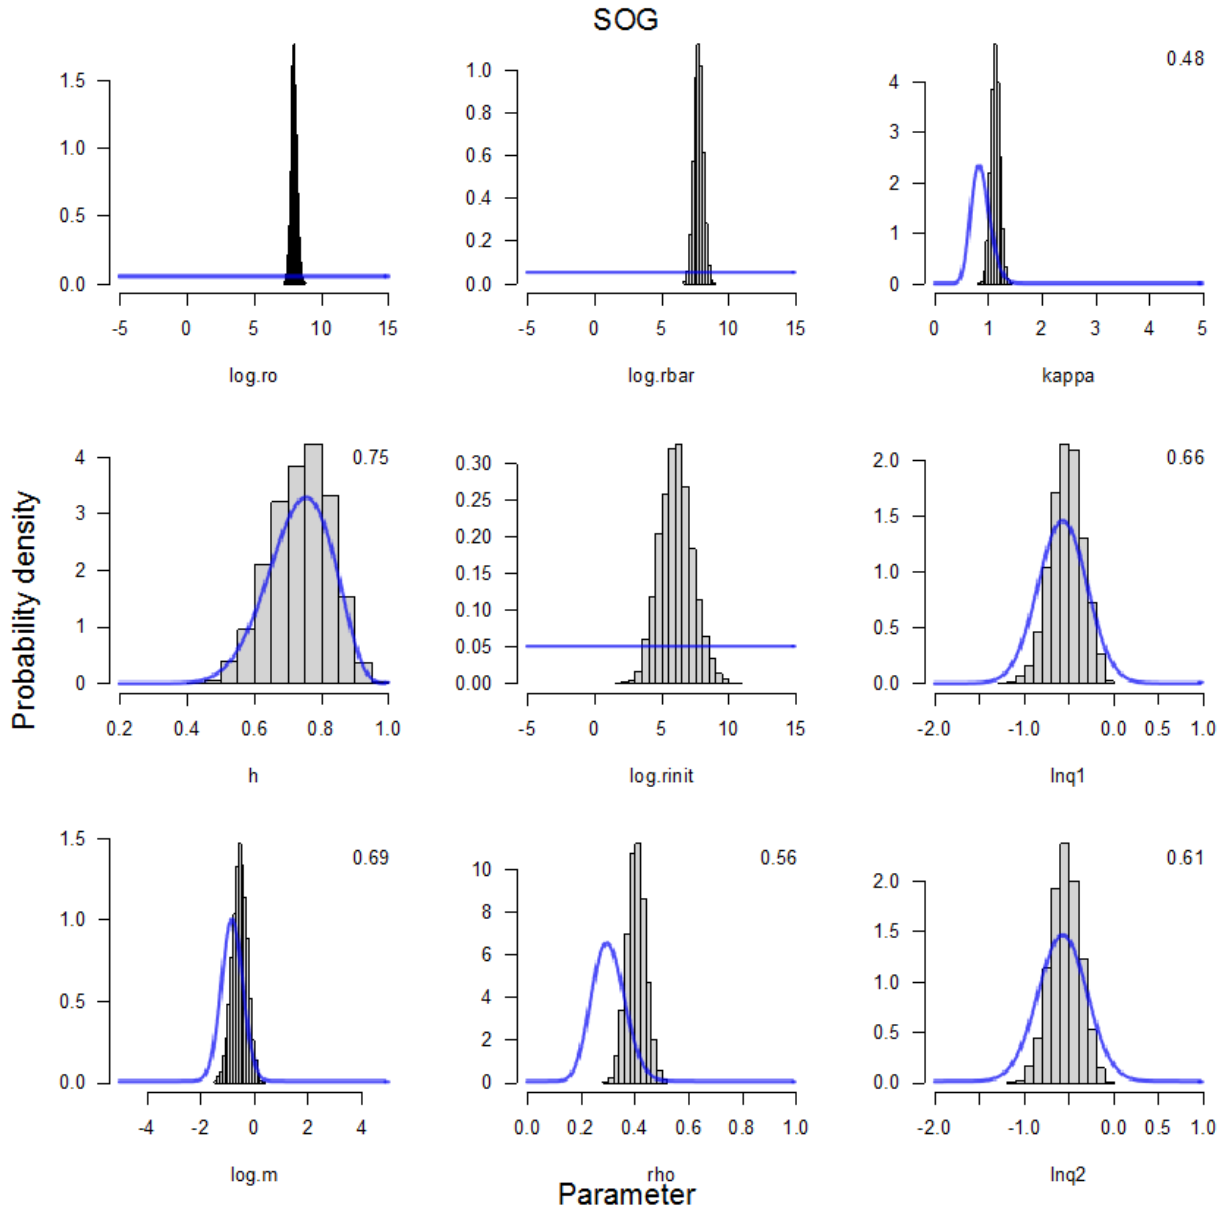 SOG
1.5
1.0
0.5
0.0
-5 0 5 10 15
log.ro
1.0
0.8
0.6
0.4
0.2
0.0
-5 0 5 10 15
log.rbar
0.48
4
3
2
1
0
0 1 2 3 4 5
kappa
Probability density
0.75
4
3
2
1
0
0.2 0.4 0.6 0.8 1.0
h
0.30
0.25
0.20
0.15
0.10
0.05
0.00
-5 0 5 10 15
log.rinit
0.66
2.0
1.5
1.0
0.5
0.0
-2.0 -1.0 0.0 0.5 1.0
lnq1
0.69
1.5
1.0
0.5
0.0
-4 -2 0 2 4
log.m
0.56
10
8
6
4
2
0
0.0 0.2 0.4 0.6 0.8 1.0
rho
0.61
2.0
1.5
1.0
0.5
0.0
-2.0 -1.0 0.0 0.5 1.0
lnq2
Parameter